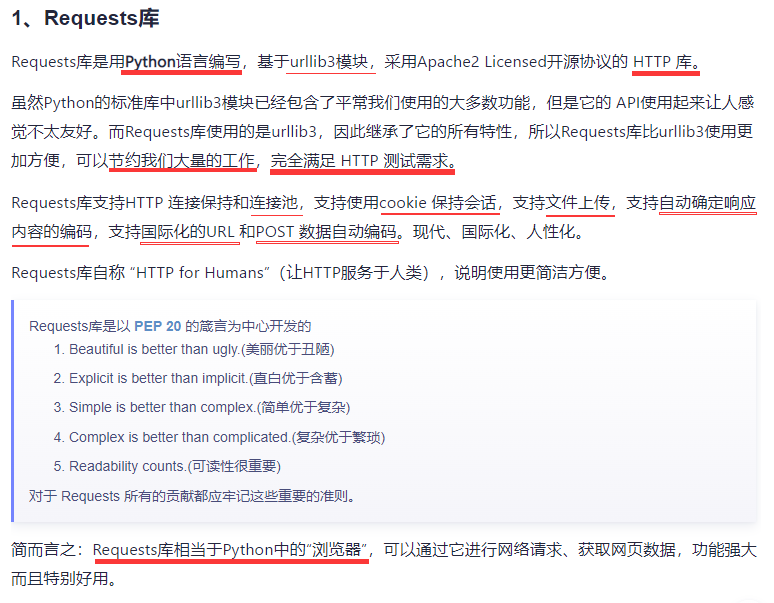 1、Requests库
Requests库是用Python语言编写，基于urllib3模块，采用Apache2 Licensed开源协议的 HTTP 库。
虽然Python的标准库中urllib3模块已经包含了平常我们使用的大多数功能，但是它的 API使用起来让人感
觉不太友好。而Requests库使用的是urllib3，因此继承了它的所有特性，所以Requests库比urllib3使用更
加方便，可以节约我们大量的工作，完全满足 HTTP 测试需求。
Requests库支持HTTP 连接保持和连接池，支持使用cookie 保持会话，支持文件上传，支持自动确定响应
内容的编码，支持国际化的URL 和POST 数据自动编码。现代、国际化、人性化。
Requests库自称 “HTTP for Humans”（让HTTP服务于人类），说明使用更简洁方便。
Requests库是以 PEP 20 的箴言为中心开发的
1. Beautiful is better than ugly.(美丽优于丑陋)
2. Explicit is better than implicit.(直白优于含蓄)
3. Simple is better than complex.(简单优于复杂)
4. Complex is better than complicated.(复杂优于繁琐)
5. Readability counts.(可读性很重要)
对于 Requests 所有的贡献都应牢记这些重要的准则。
简而言之：Requests库相当于Python中的“浏览器”，可以通过它进行网络请求、获取网页数据，功能强大
而且特别好用。